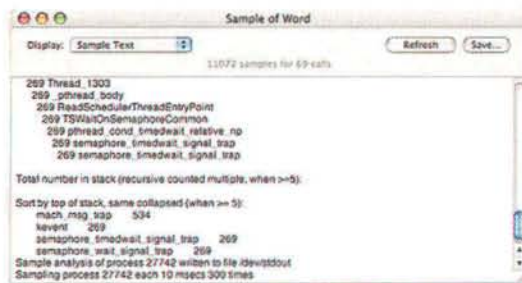 Sample of Word
Display: Sample Text Refresh Save...
11072 samples for 69 calls
269 Thread_1303
269 _pthread_body
269 ReadSchedulerThreadEntryPoint
269 TSWaitOnSemaphoreCommon
269 pthread_cond_timedwait_relative_np
269 semaphore_timedwait_signal_trap
269 semaphore_timedwait_signal_trap
Total number in stack (recursive counted multiple, when >=5):
Sort by top of stack, same collapsed (when >= 5):
mach_msg_trap 534
kevent 269
semaphore_timedwait_signal_trap 269
semaphore_wait_signal_trap 269
Sample analysis of process 27742 written to file /dev/stdout
Sampling process 27742 each 10 msecs 300 times